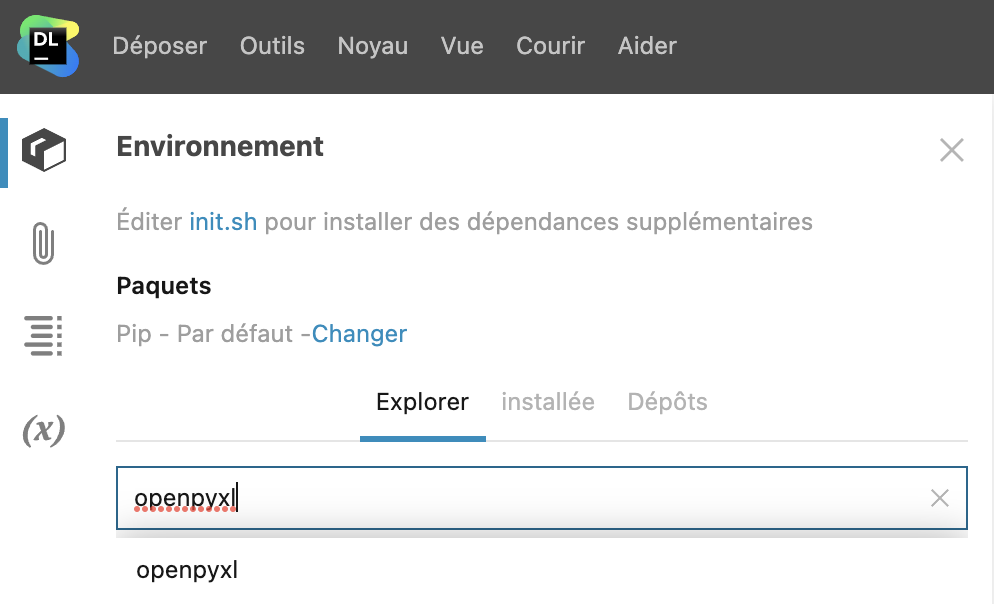 DL
Déposer Outils Noyau Vue Courir Aider
Environnement
Éditer init.sh pour installer des dépendances supplémentaires
Paquets
Pip - Par défaut -Changer
Explorer installée Dépôts
(x)
openpyxl
openpyxl